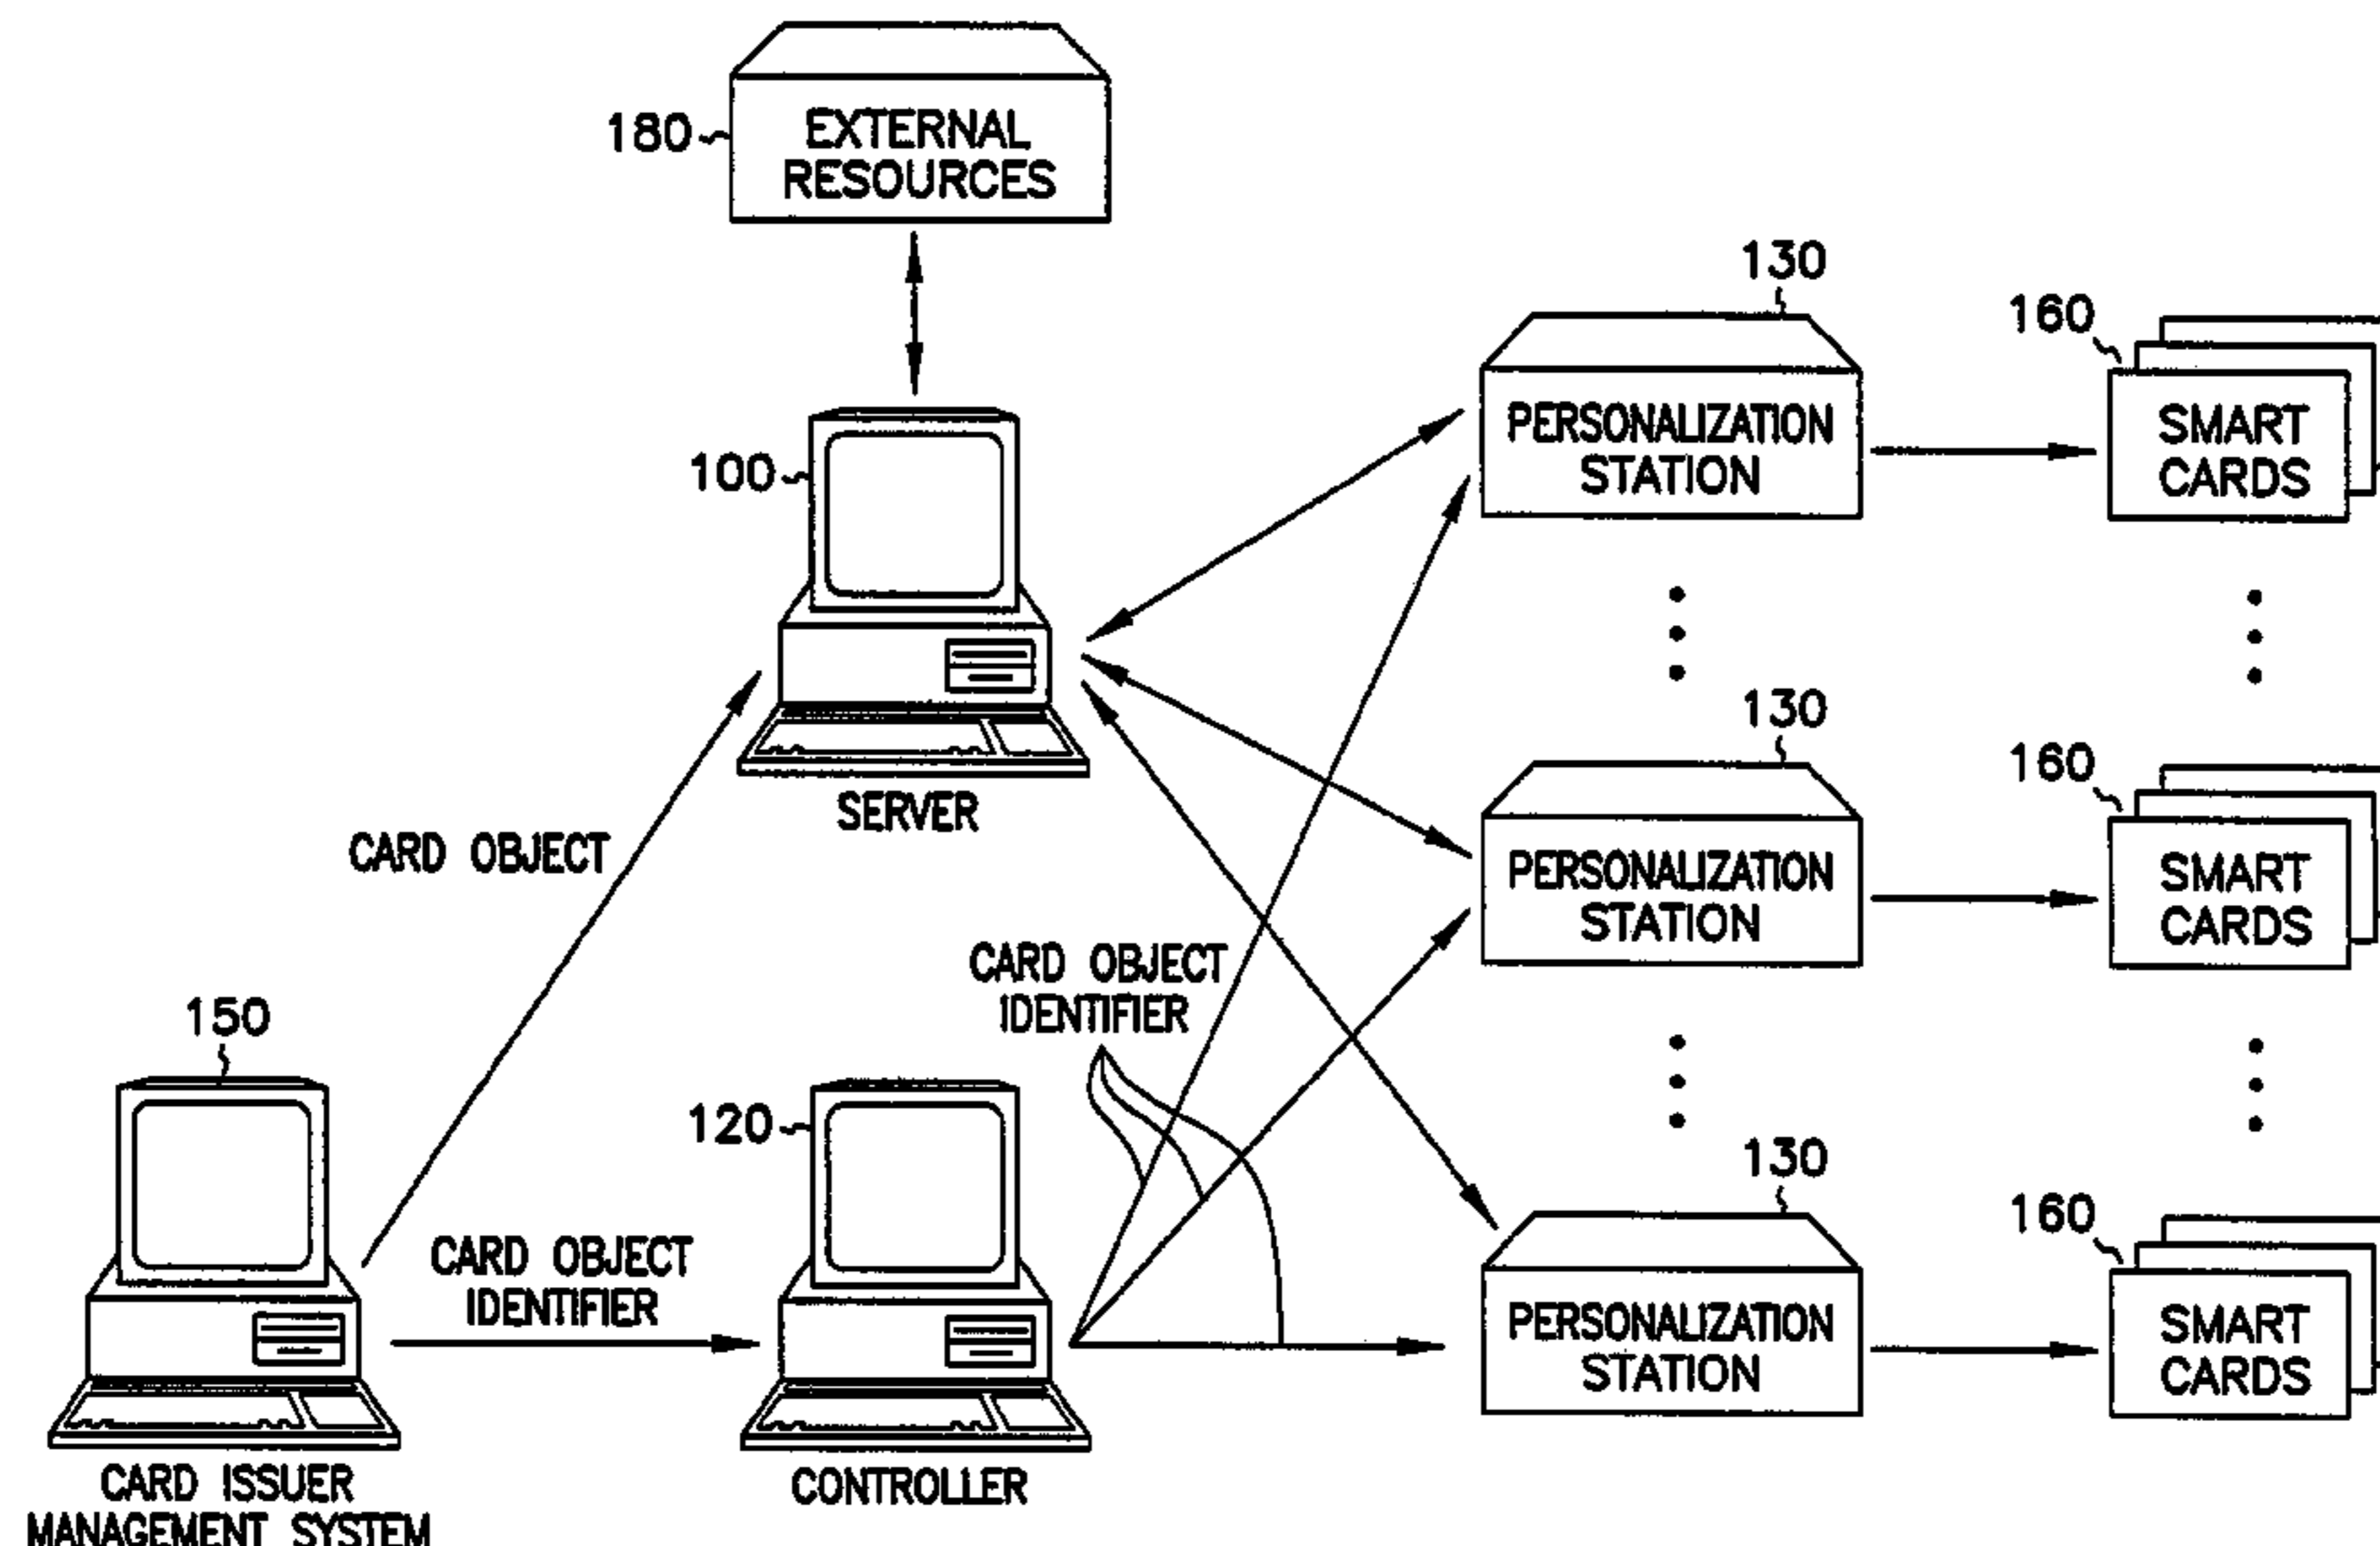 180
EXTERNAL
RESOURCES
130
160
PERSONALIZATION
STATION
SMART
CARDS
100
SERVER
130
160
PERSONALIZATION
STATION
SMART
CARDS
CARD OBJECT
CARD OBJECT
IDENTIFIER
150
120
130
160
CARD OBJECT
IDENTIFIER
PERSONALIZATION
STATION
SMART
CARDS
CARD ISSUER
MANAGEMENT SYSTEM
CONTROLLER